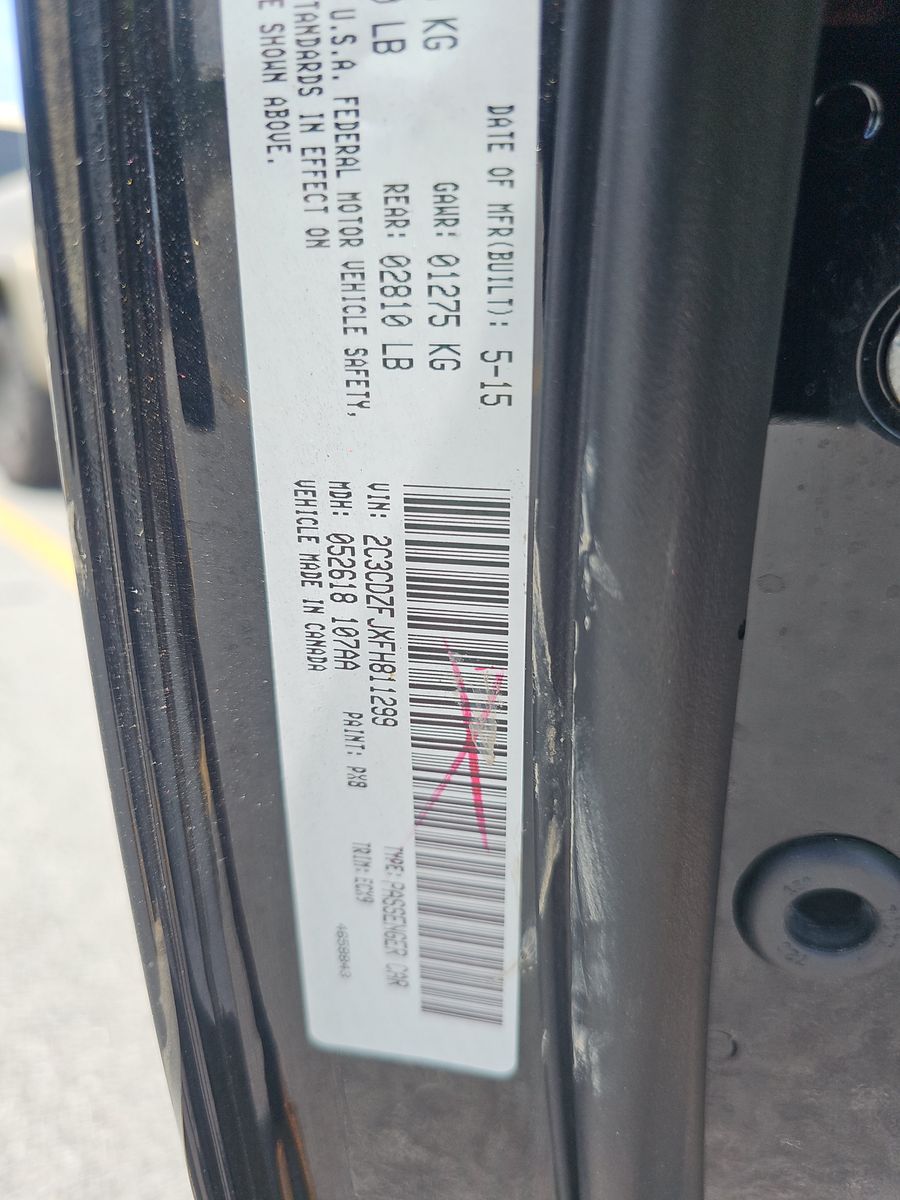 DATE OF MFR(BUILT): 5-15
KG GAWR: 01275 KG
LB REAR: 02810 LB
U.S.A. FEDERAL MOTOR VEHICLE SAFETY,
STANDARDS IN EFFECT ON
SHOWN ABOVE.
VIN: 2C3CDZFJXFH811299
TYPE: PASSENGER CAR
MDH: 052618 107AA PAINT: PX8 TRIM: ECX9
VEHICLE MADE IN CANADA